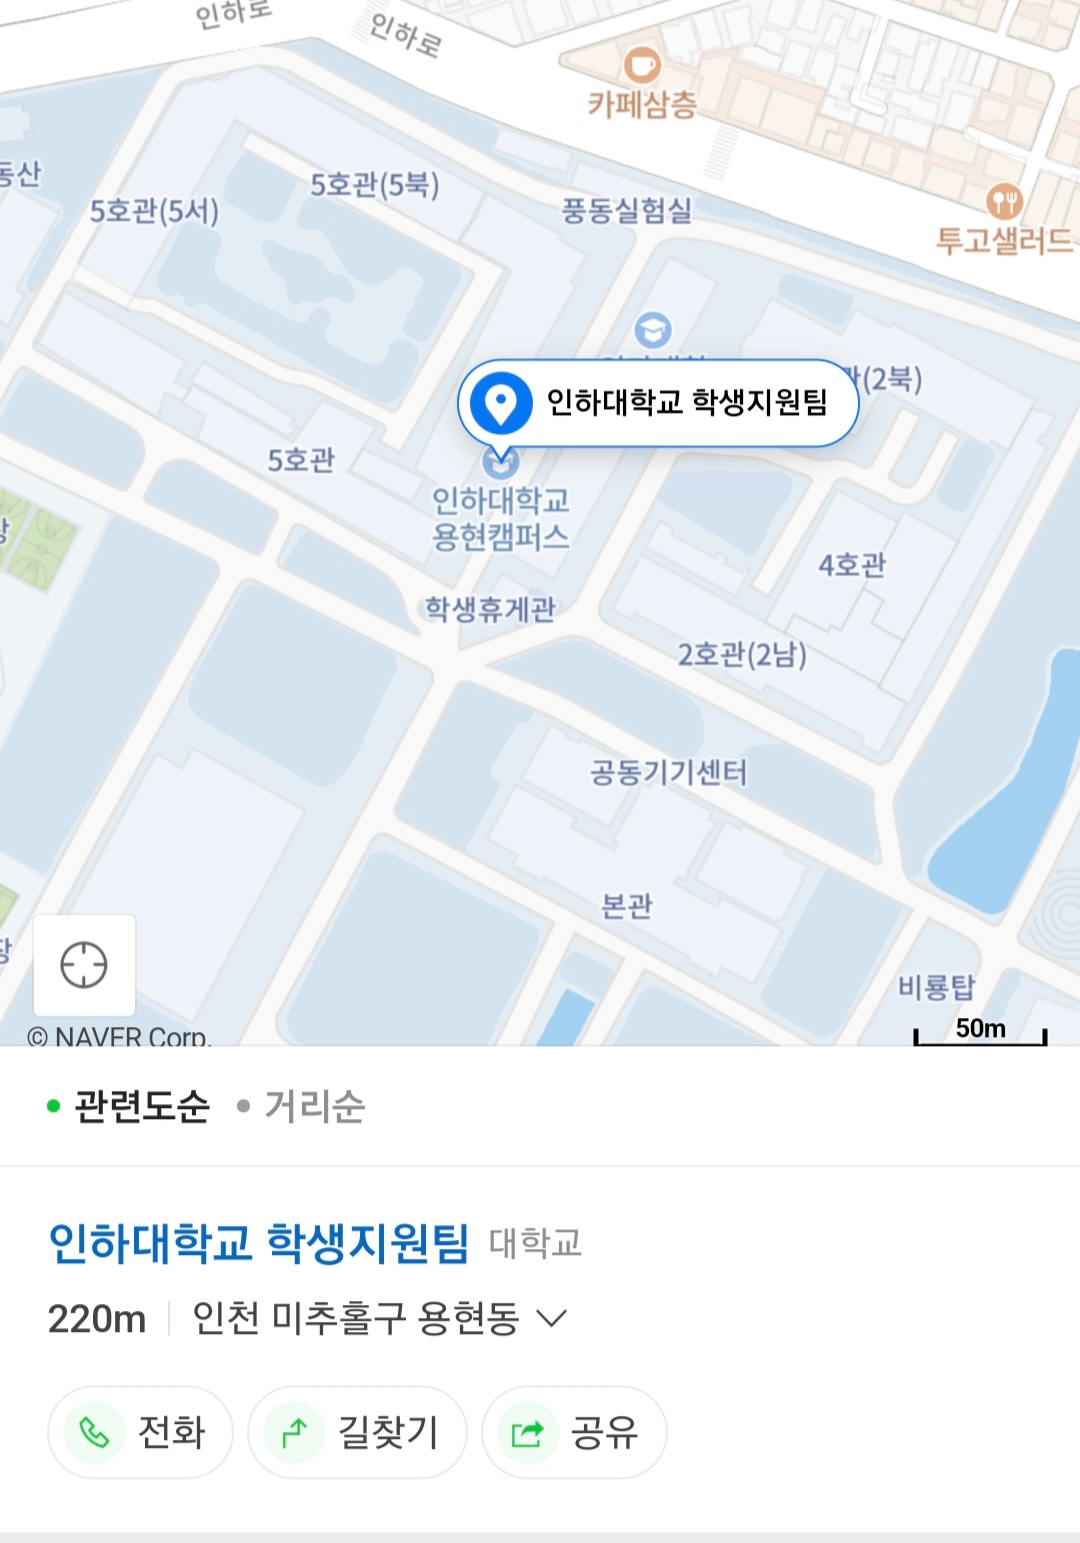 인하로
인하로
카페삼층
동산
5호관(5북)
5호관(5서)
풍동실험실
투고샐러드
(2북)
인하대학교 학생지원팀
5호관
인하대학교
용현캠퍼스
4호관
학생휴게관
2호관(2남)
공동기기센터
본관
장
비룡탑
50m
© NAVER Corp.
관련도순
거리순
인하대학교 학생지원팀 대학교
220m 인천 미추홀구 용현동
전화 길찾기 공유